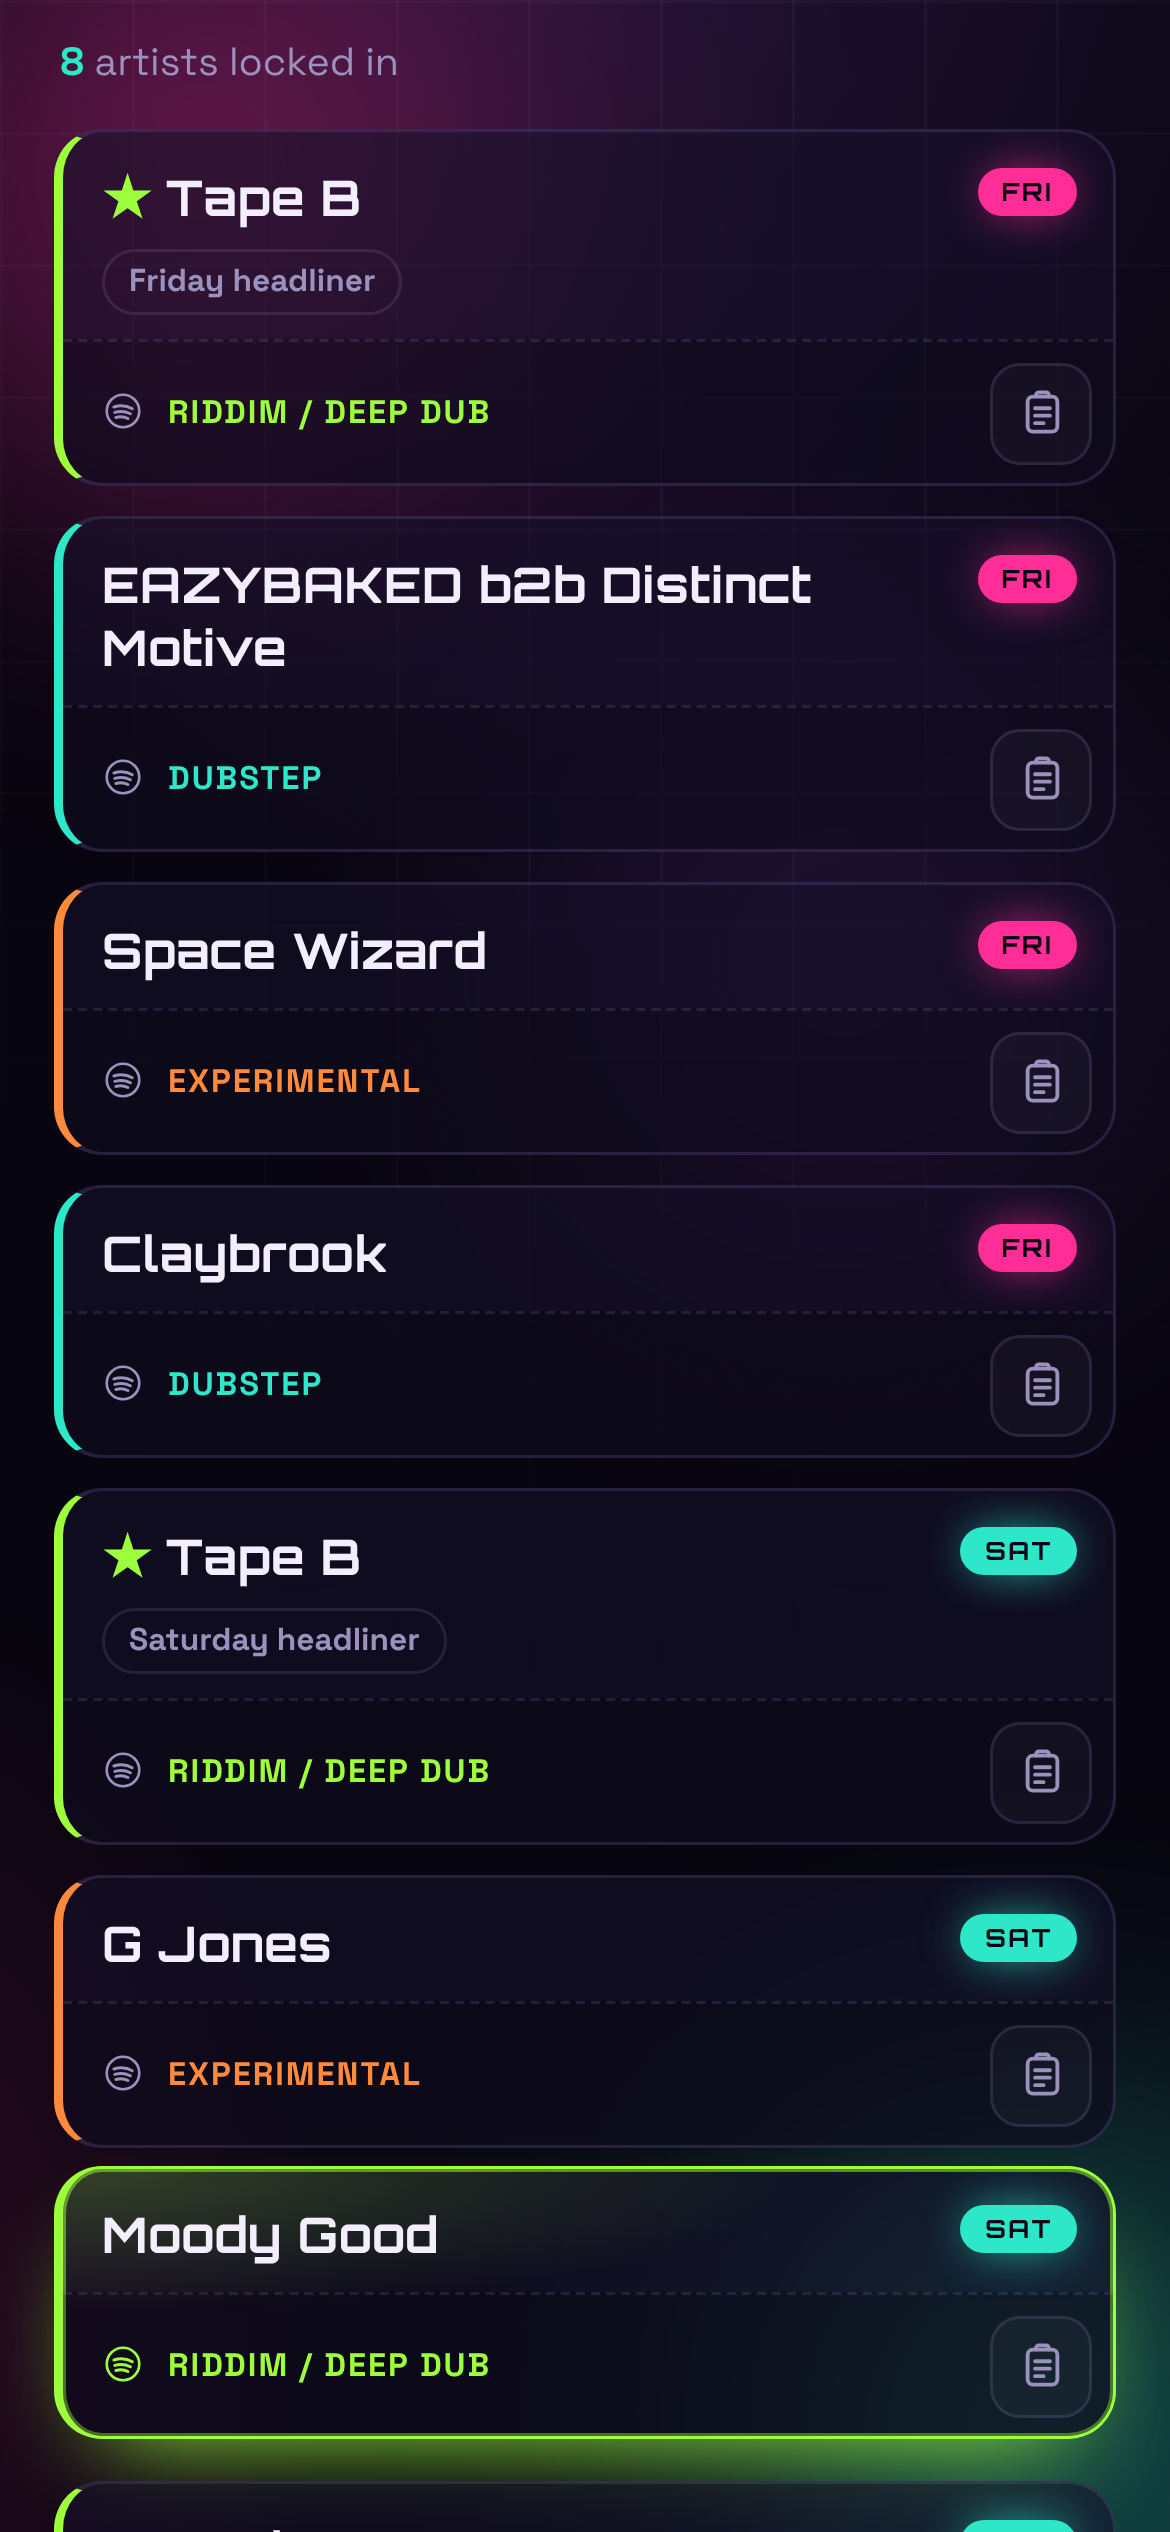 8 artists locked in
★ Tape B
FRI
Friday headliner
RIDDIM / DEEP DUB
EAZYBAKED b2b Distinct
Motive
FRI
DUBSTEP
Space Wizard
FRI
EXPERIMENTAL
Claybrook
FRI
DUBSTEP
★ Tape B
SAT
Saturday headliner
RIDDIM / DEEP DUB
G Jones
SAT
EXPERIMENTAL
Moody Good
SAT
RIDDIM / DEEP DUB